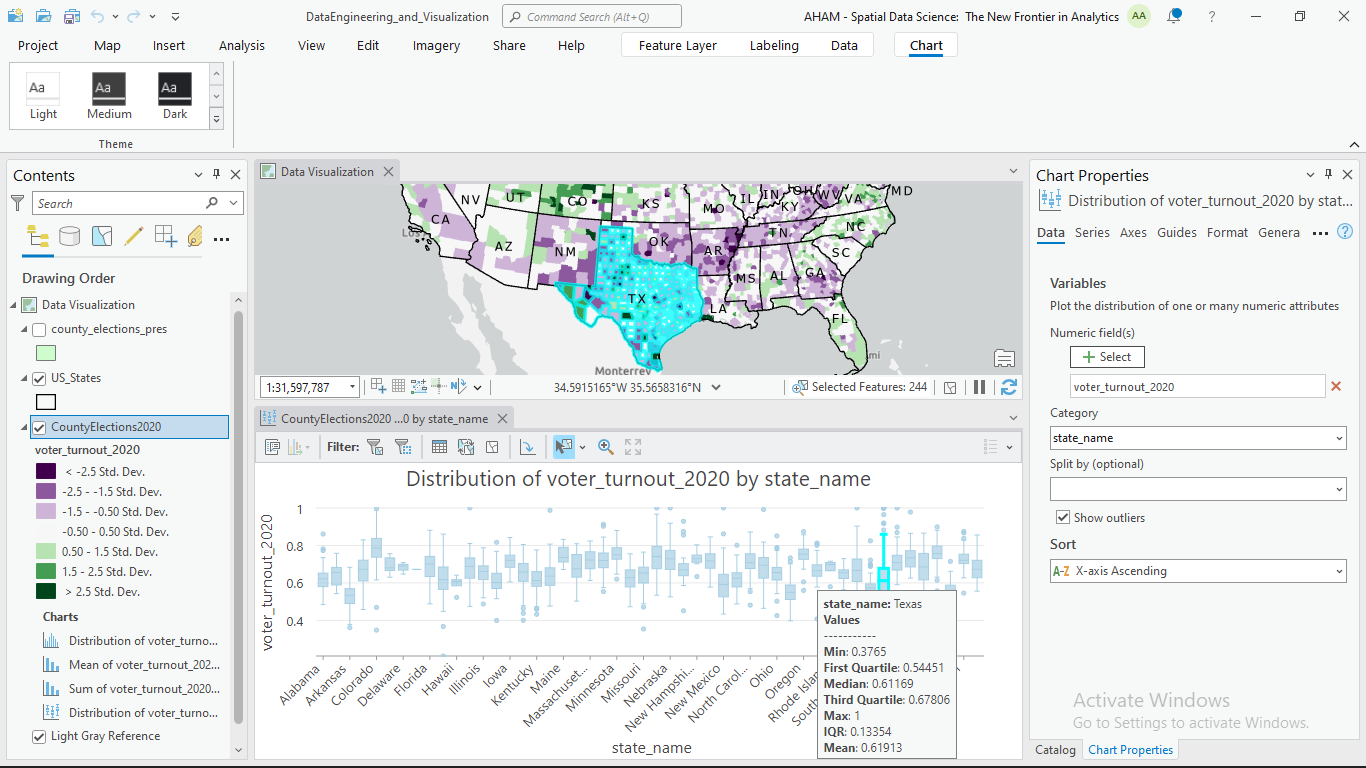 DataEngineering_and_Visualization
Command Search (Alt+Q)
AHAM - Spatial Data Science: The New Frontier in Analytics
AA
Project Map Insert Analysis View Edit Imagery Share Help Feature Layer Labeling Data Chart
Aa Aa Aa
Light Medium Dark
Theme
Contents
Search
Drawing Order
Data Visualization
county_elections_pres
US_States
CountyElections2020
voter_turnout_2020
< -2.5 Std. Dev.
-2.5 - -1.5 Std. Dev.
-1.5 - -0.50 Std. Dev.
-0.50 - 0.50 Std. Dev.
0.50 - 1.5 Std. Dev.
1.5 - 2.5 Std. Dev.
> 2.5 Std. Dev.
Charts
Distribution of voter_turno...
Mean of voter_turnout_202...
Sum of voter_turnout_2020...
Distribution of voter_turno...
Light Gray Reference
Data Visualization
NV UT CO KS MO IL IN OH WV VA MD
CA KY
AZ NM OK AR TN NC
SC
TX LA MS AL GA
FL
Monterrey
1:31,597,787
34.5915165°W 35.5658316°N
Selected Features: 244
CountyElections2020 ...0 by state_name
Filter:
Distribution of voter_turnout_2020 by state_name
voter_turnout_2020
1
0.8
0.6
0.4
Alabama
Arkansas
Colorado
Delaware
Florida
Hawaii
Illinois
Iowa
Kentucky
Maine
Massachuset...
Minnesota
Missouri
Nebraska
New Hampshi...
New Mexico
North Carol...
Ohio
Oregon
Rhode Islan
South
state_name
state_name: Texas
Values
-----------
Min: 0.3765
First Quartile: 0.54451
Median: 0.61169
Third Quartile: 0.67806
Max: 1
IQR: 0.13354
Mean: 0.61913
Chart Properties
Distribution of voter_turnout_2020 by stat...
Data Series Axes Guides Format Genera
Variables
Plot the distribution of one or many numeric attributes
Numeric field(s)
Select
voter_turnout_2020
Category
state_name
Split by (optional)
Show outliers
Sort
X-axis Ascending
Activate Windows
Go to Settings to activate Windows.
Catalog Chart Properties